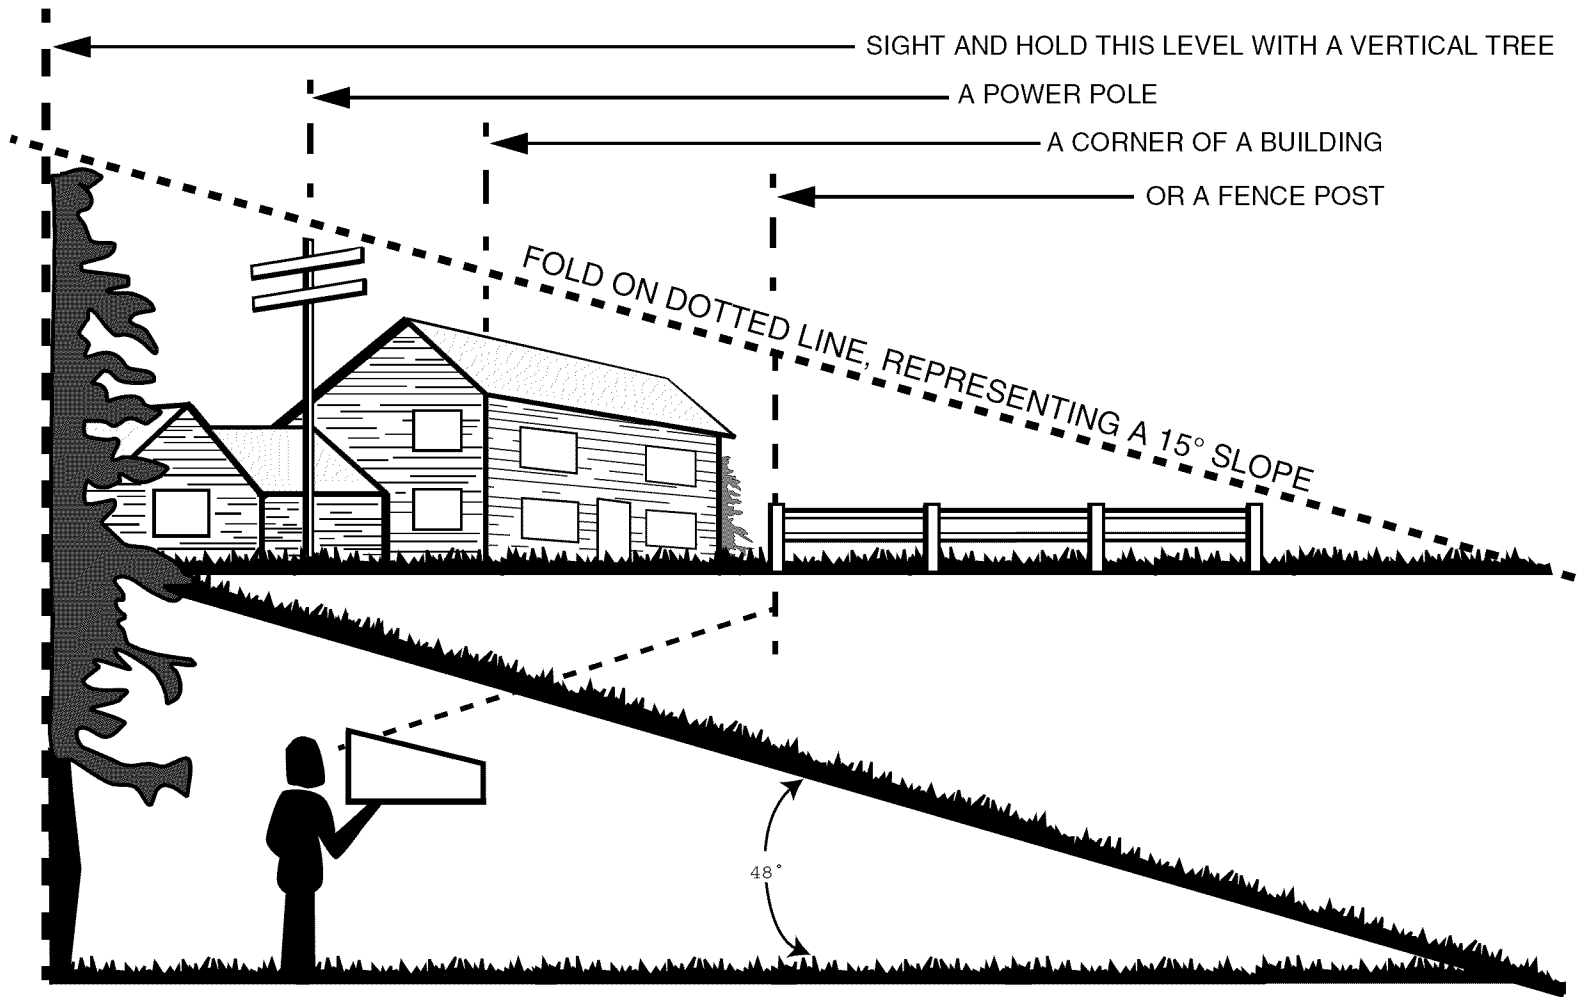 SIGHT AND HOLD THIS LEVEL WITH A VERTICAL TREE
A POWER POLE
A CORNER OF A BUILDING
OR A FENCE POST
FOLD ON DOTTED LINE, REPRESENTING A 15° SLOPE
48°